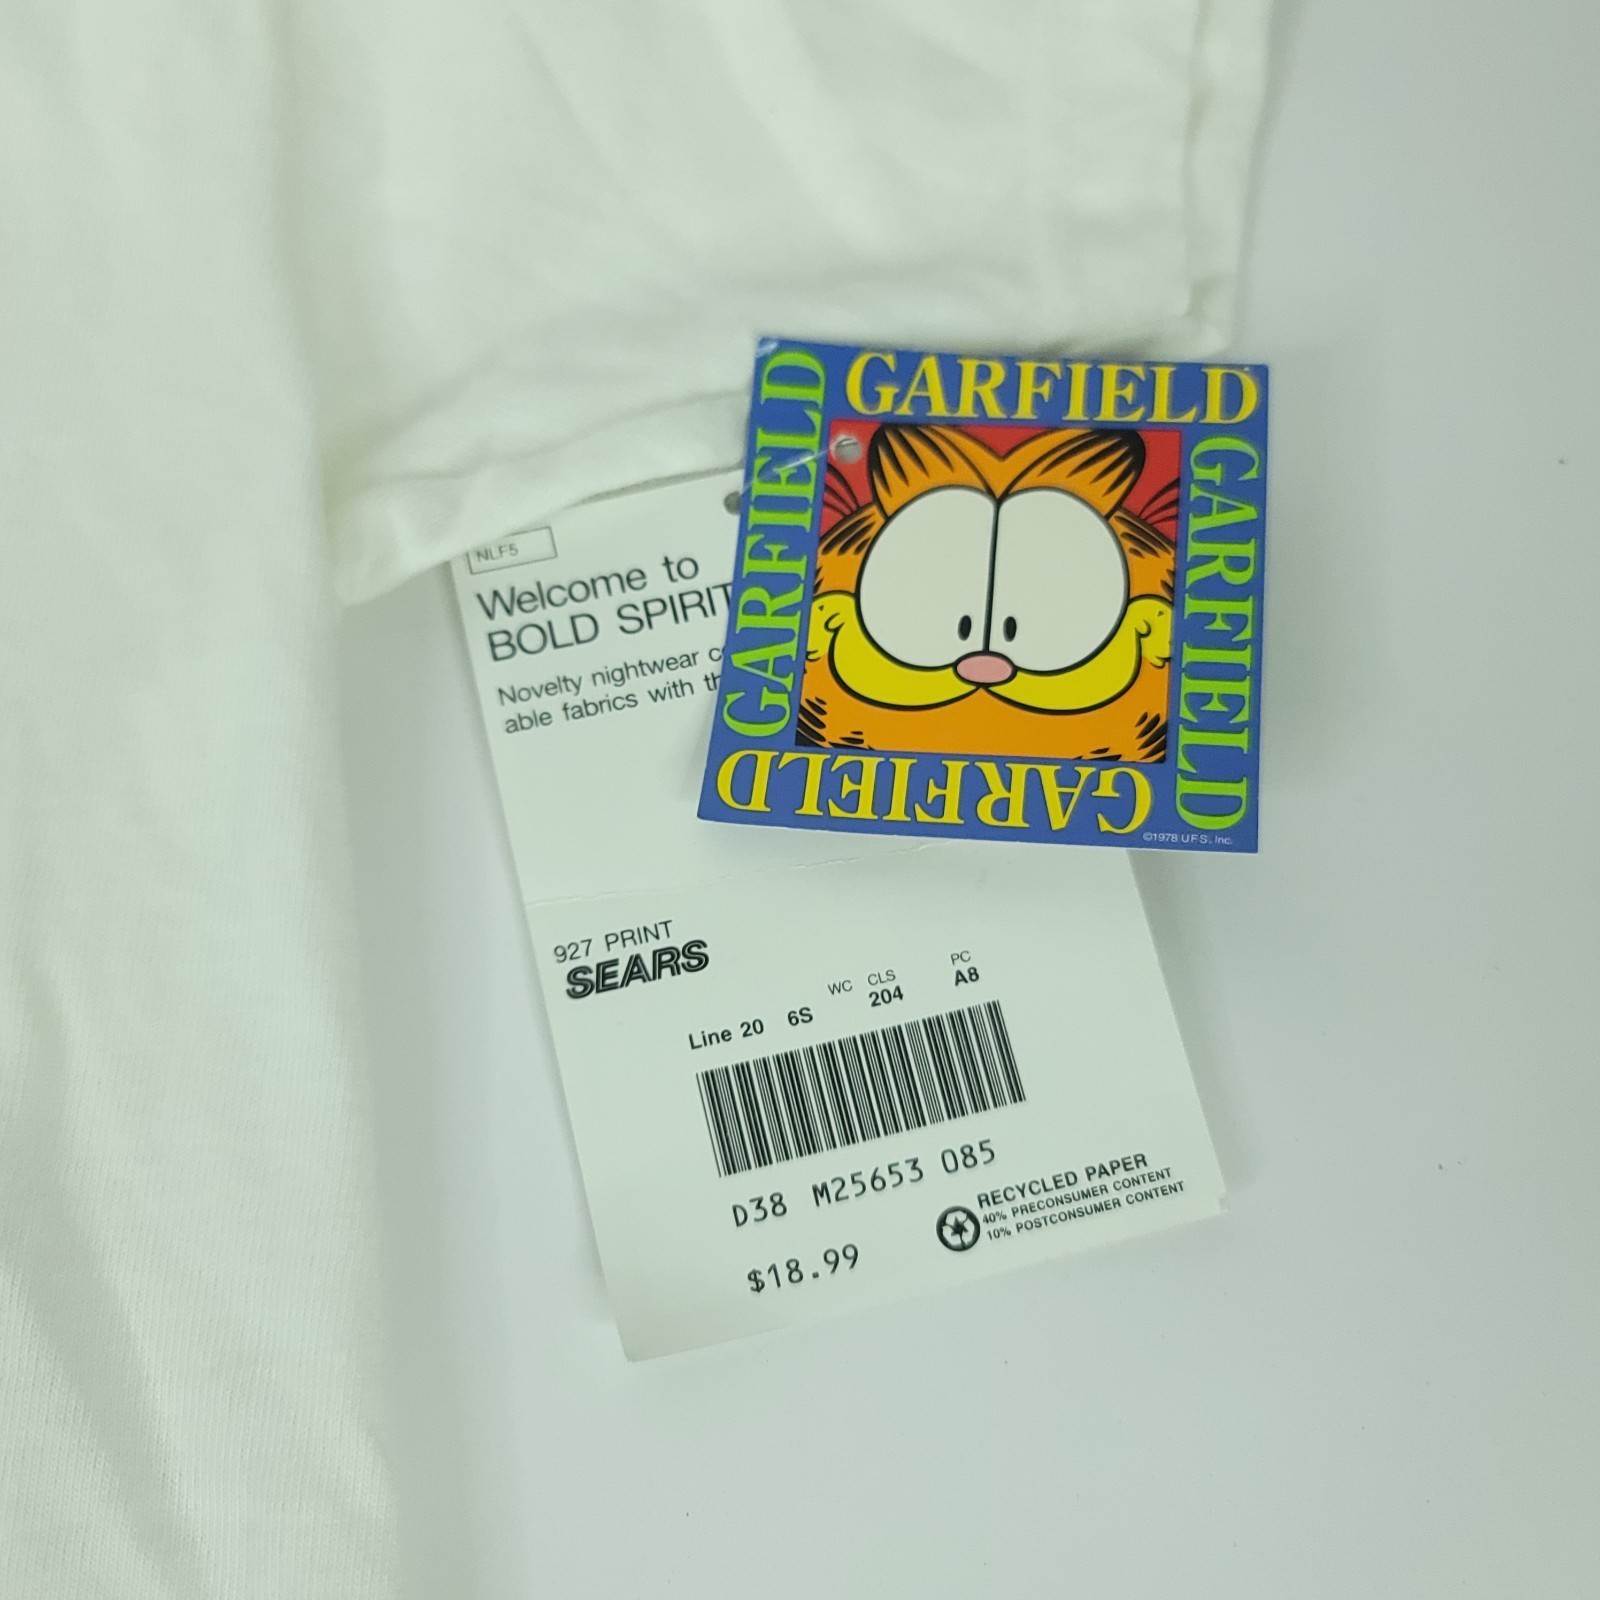 GARFIELD
GARFIELD
GARFIELD
GARFIELD
©1978 UFS, Inc.
NLF5
Welcome to
BOLD SPIRIT
Novelty nightwear
able fabrics with
927 PRINT
SEARS
Line 20 6S WC CLS 204 PC A8
D38 M25653 085
$18.99
RECYCLED PAPER
40% PRECONSUMER CONTENT
10% POSTCONSUMER CONTENT